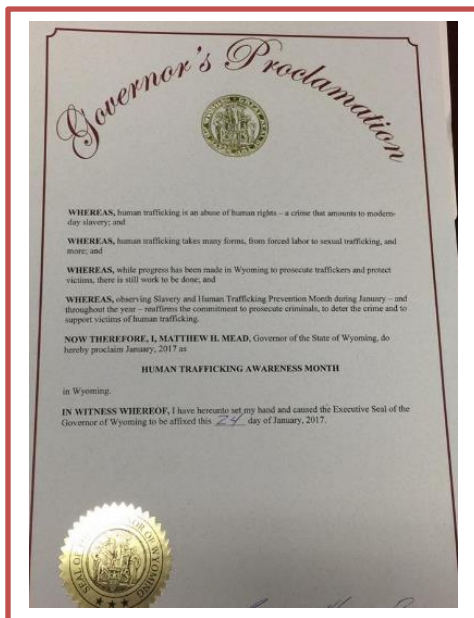 Governor's Proclamation
WHEREAS, human trafficking is an abuse of human rights – a crime that amounts to modern-
day slavery; and
WHEREAS, human trafficking takes many forms, from forced labor to sexual trafficking, and
more; and
WHEREAS, while progress has been made in Wyoming to prosecute traffickers and protect
victims, there is still work to be done; and
WHEREAS, observing Slavery and Human Trafficking Prevention Month during January – and
throughout the year – reaffirms the commitment to prosecute criminals, to deter the crime and to
support victims of human trafficking.
NOW THEREFORE, I, MATTHEW H. MEAD, Governor of the State of Wyoming, do
hereby proclaim January, 2017 as
HUMAN TRAFFICKING AWARENESS MONTH
in Wyoming.
IN WITNESS WHEREOF, I have hereunto set my hand and caused the Executive Seal of the
Governor of Wyoming to be affixed this 24 day of January, 2017.
SEAL OF THE GOVERNOR OF WYOMING